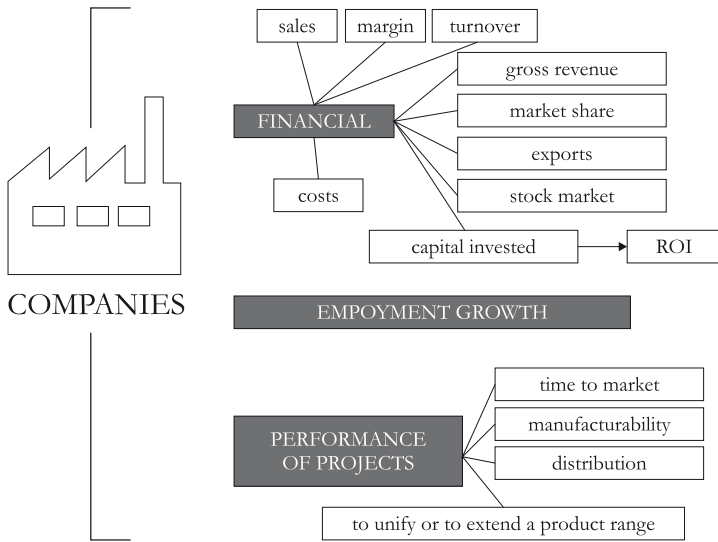 sales
margin
turnover
gross revenue
FINANCIAL
market share
exports
costs
stock market
capital invested
ROI
COMPANIES
EMPOYMENT GROWTH
time to market
manufacturability
PERFORMANCE
OF PROJECTS
distribution
to unify or to extend a product range